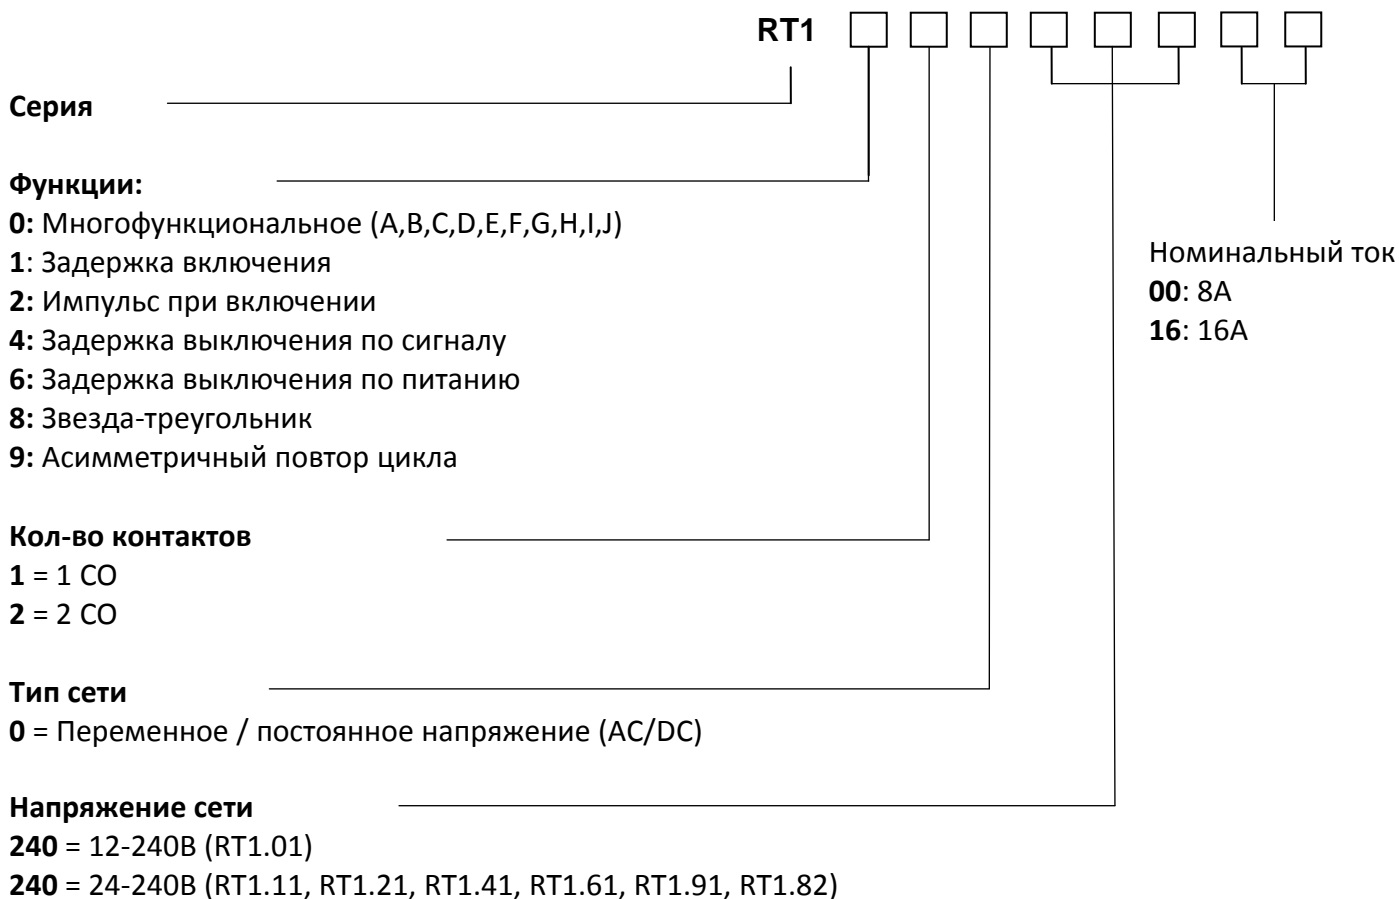 RT1
Серия
Функции:
0: Многофункциональное (A,B,C,D,E,F,G,H,I,J)
1: Задержка включения
2: Импульс при включении
4: Задержка выключения по сигналу
6: Задержка выключения по питанию
8: Звезда-треугольник
9: Асимметричный повтор цикла
Номинальный ток
00: 8А
16: 16А
Кол-во контактов
1 = 1 CO
2 = 2 CO
Тип сети
0 = Переменное / постоянное напряжение (AC/DC)
Напряжение сети
240 = 12-240В (RT1.01)
240 = 24-240В (RT1.11, RT1.21, RT1.41, RT1.61, RT1.91, RT1.82)